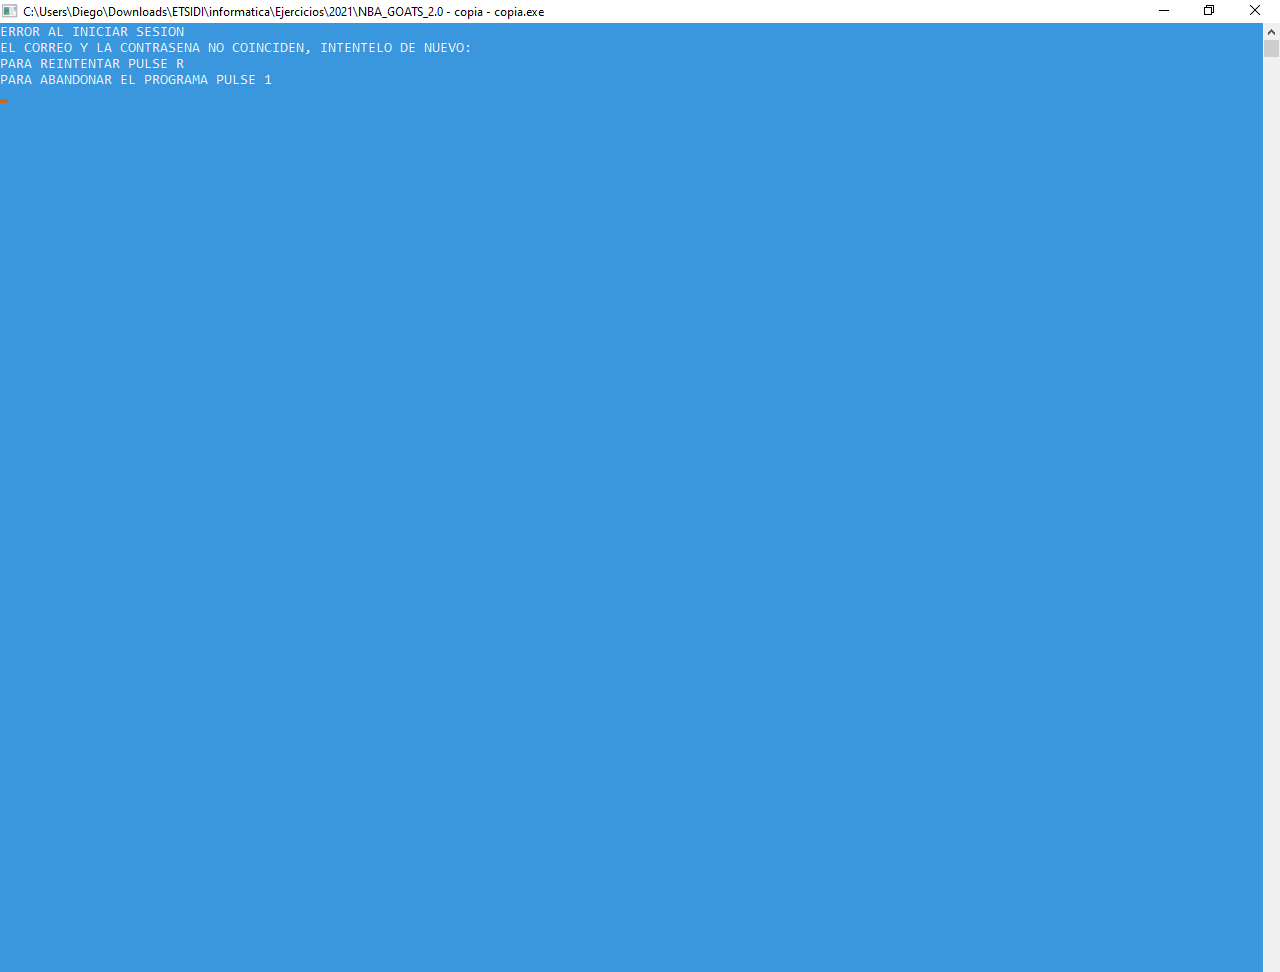 C:\Users\Diego\Downloads\ETSIDI\informatica\Ejercicios\2021\NBA_GOATS_2.0 - copia - copia.exe
ERROR AL INICIAR SESION
EL CORREO Y LA CONTRASENA NO COINCIDEN, INTENTELO DE NUEVO:
PARA REINTENTAR PULSE R
PARA ABANDONAR EL PROGRAMA PULSE 1